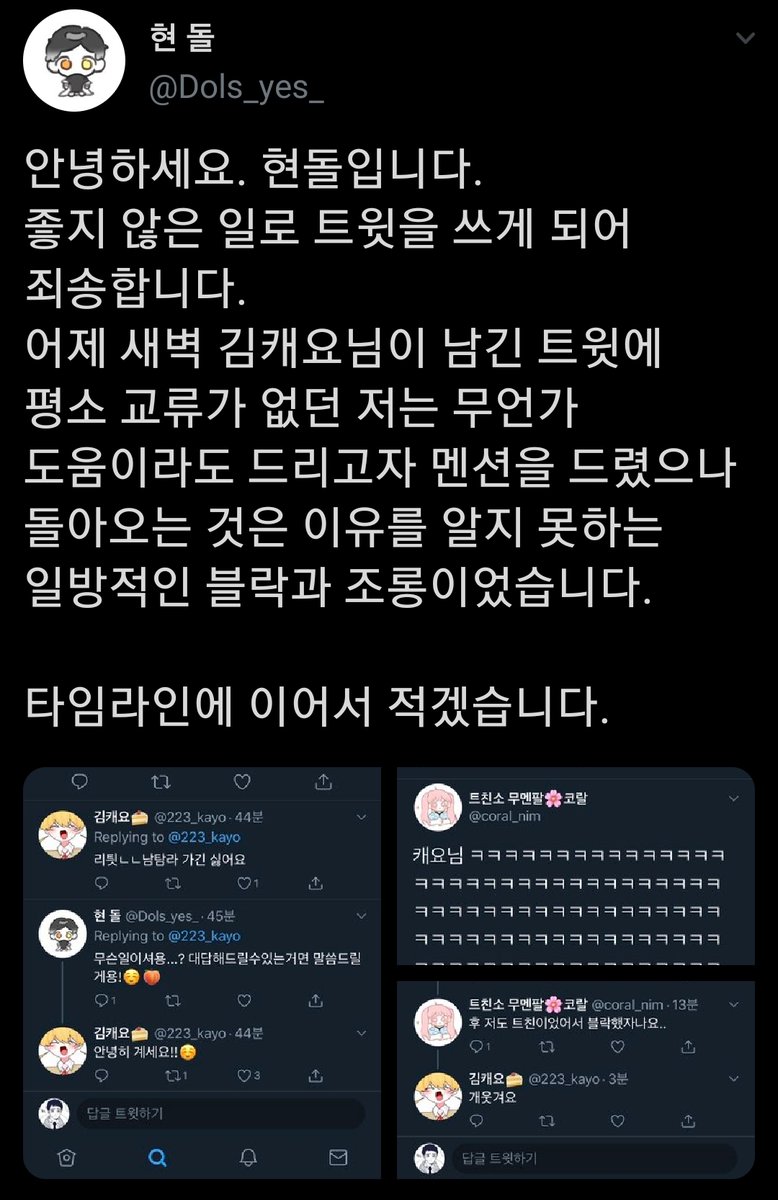 현 돌
@Dols_yes_
안녕하세요. 현돌입니다.
좋지 않은 일로 트윗을 쓰게 되어
죄송합니다.
어제 새벽 김캐요님이 남긴 트윗에
평소 교류가 없던 저는 무언가
도움이라도 드리고자 멘션을 드렸으나
돌아오는 것은 이유를 알지 못하는
일방적인 블락과 조롱이었습니다.
타임라인에 이어서 적겠습니다.
김캐요🍰 @223_kayo · 44분
Replying to @223_kayo
리튓ㄴㄴ남탐라 가긴 싫어요
1
현 돌 @Dols_yes_ · 45분
Replying to @223_kayo
무슨일이셔용...? 대답해드릴수있는거면 말씀드릴
게용!☺️🍑
1
김캐요🍰 @223_kayo · 44분
안녕히 계세요!!☺️
1 3
답글 트윗하기
트친소 무멘팔🌸코랄
@coral_nim
캐요님 ㅋㅋㅋㅋㅋㅋㅋㅋㅋㅋㅋㅋㅋㅋ
ㅋㅋㅋㅋㅋㅋㅋㅋㅋㅋㅋㅋㅋㅋㅋㅋㅋ
ㅋㅋㅋㅋㅋㅋㅋㅋㅋㅋㅋㅋㅋㅋㅋㅋㅋ
ㅋㅋㅋㅋㅋㅋㅋㅋㅋㅋㅋㅋㅋㅋㅋㅋㅋ
트친소 무멘팔🌸코랄 @coral_nim · 13분
후 저도 트친이었어서 블락했자나요..
1
김캐요🍰 @223_kayo · 3분
개웃겨요
답글 트윗하기